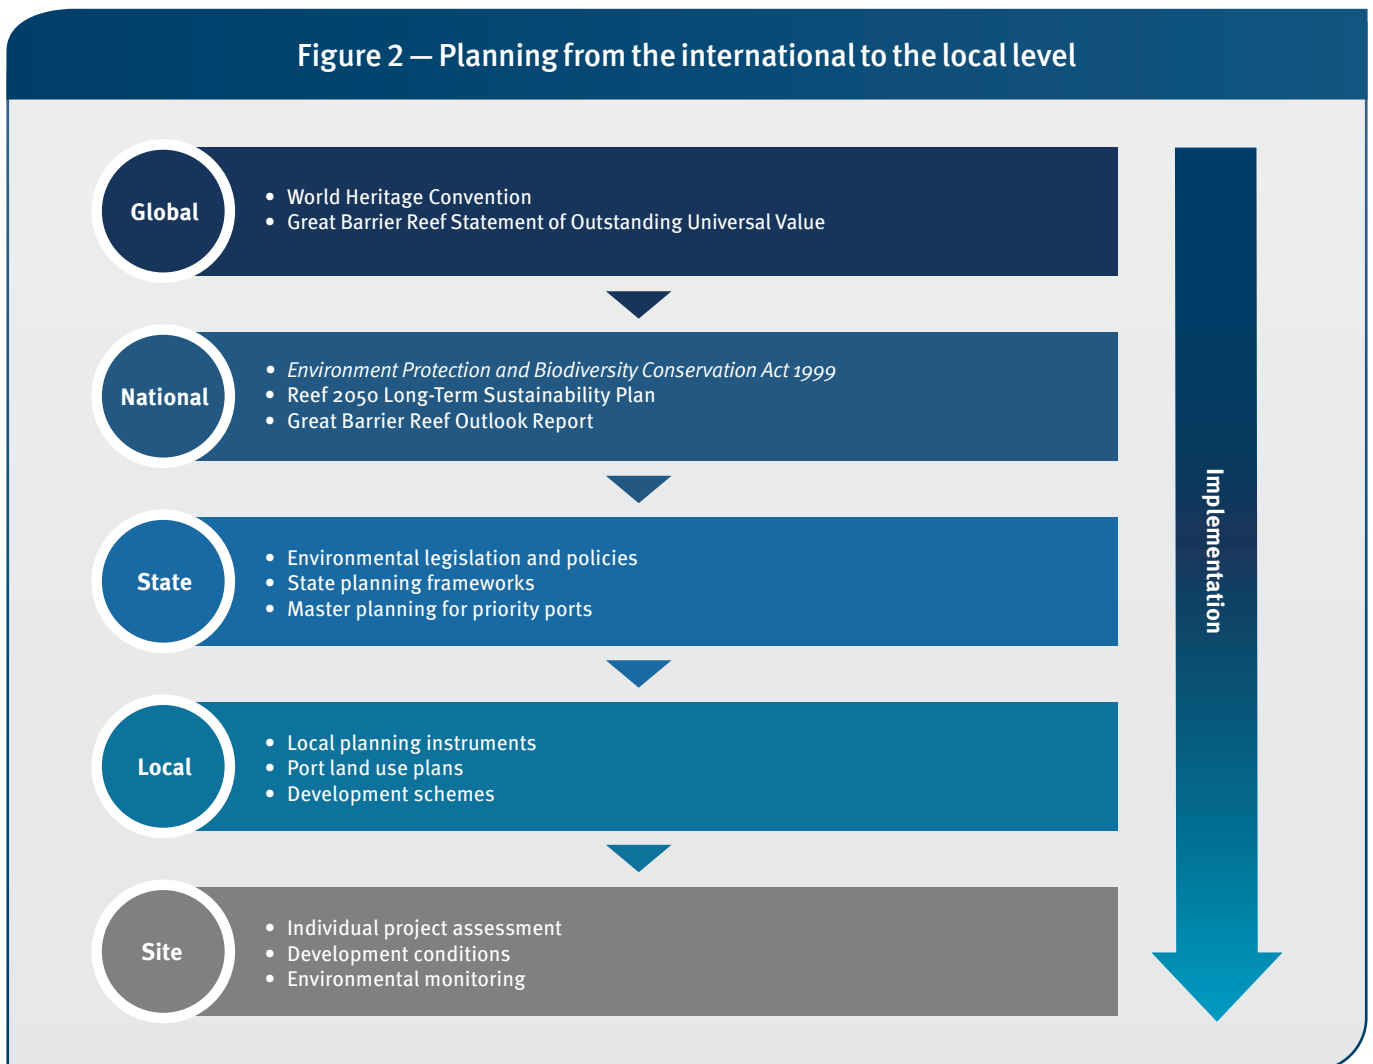 Figure 2 — Planning from the international to the local level
Global
• World Heritage Convention
• Great Barrier Reef Statement of Outstanding Universal Value
National
• Environment Protection and Biodiversity Conservation Act 1999
• Reef 2050 Long-Term Sustainability Plan
• Great Barrier Reef Outlook Report
State
• Environmental legislation and policies
• State planning frameworks
• Master planning for priority ports
Local
• Local planning instruments
• Port land use plans
• Development schemes
Site
• Individual project assessment
• Development conditions
• Environmental monitoring
Implementation